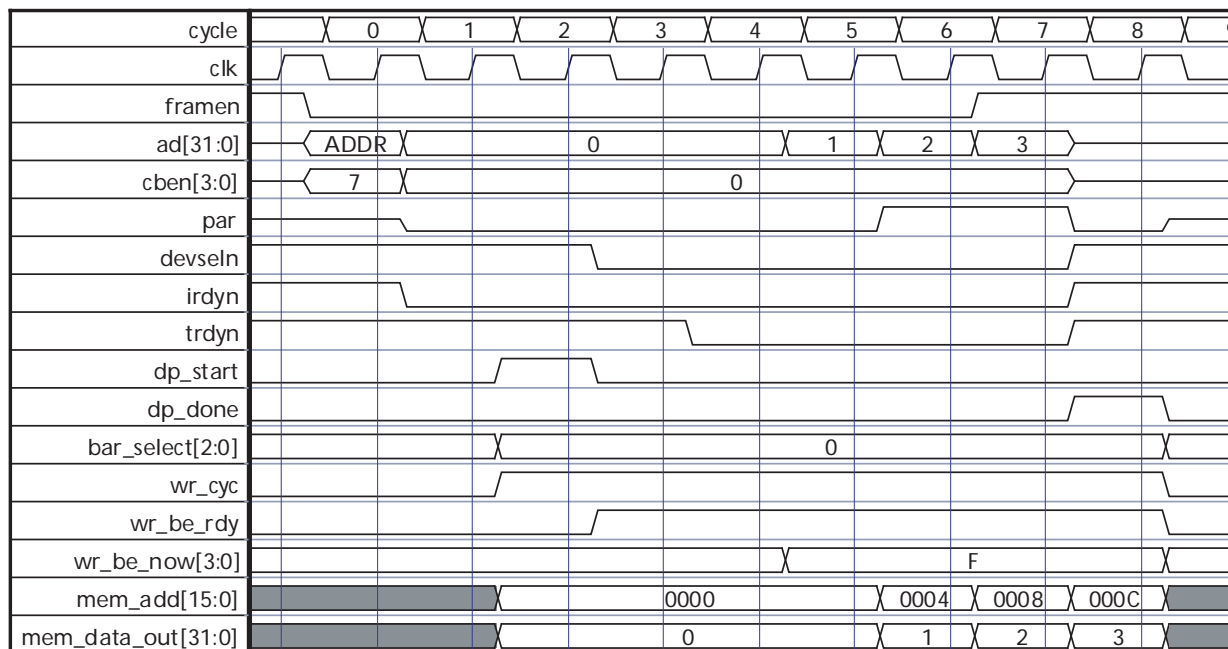 cycle 0 1 2 3 4 5 6 7 8
clk
framen
ad[31:0] ADDR 0 1 2 3
cben[3:0] 7 0
par
devseln
irdyn
trdyn
dp_start
dp_done
bar_select[2:0] 0
wr_cyc
wr_be_rdy
wr_be_now[3:0] F
mem_add[15:0] 0000 0004 0008 000C
mem_data_out[31:0] 0 1 2 3